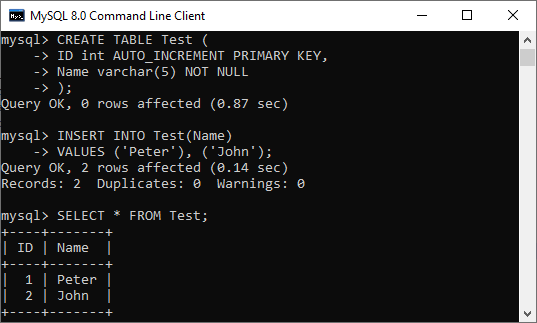 MySQL 8.0 Command Line Client
mysql> CREATE TABLE Test (
    -> ID int AUTO_INCREMENT PRIMARY KEY,
    -> Name varchar(5) NOT NULL
    -> );
Query OK, 0 rows affected (0.87 sec)

mysql> INSERT INTO Test(Name)
    -> VALUES ('Peter'), ('John');
Query OK, 2 rows affected (0.14 sec)
Records: 2  Duplicates: 0  Warnings: 0

mysql> SELECT * FROM Test;
+----+-------+
| ID | Name  |
+----+-------+
|  1 | Peter |
|  2 | John  |
+----+-------+